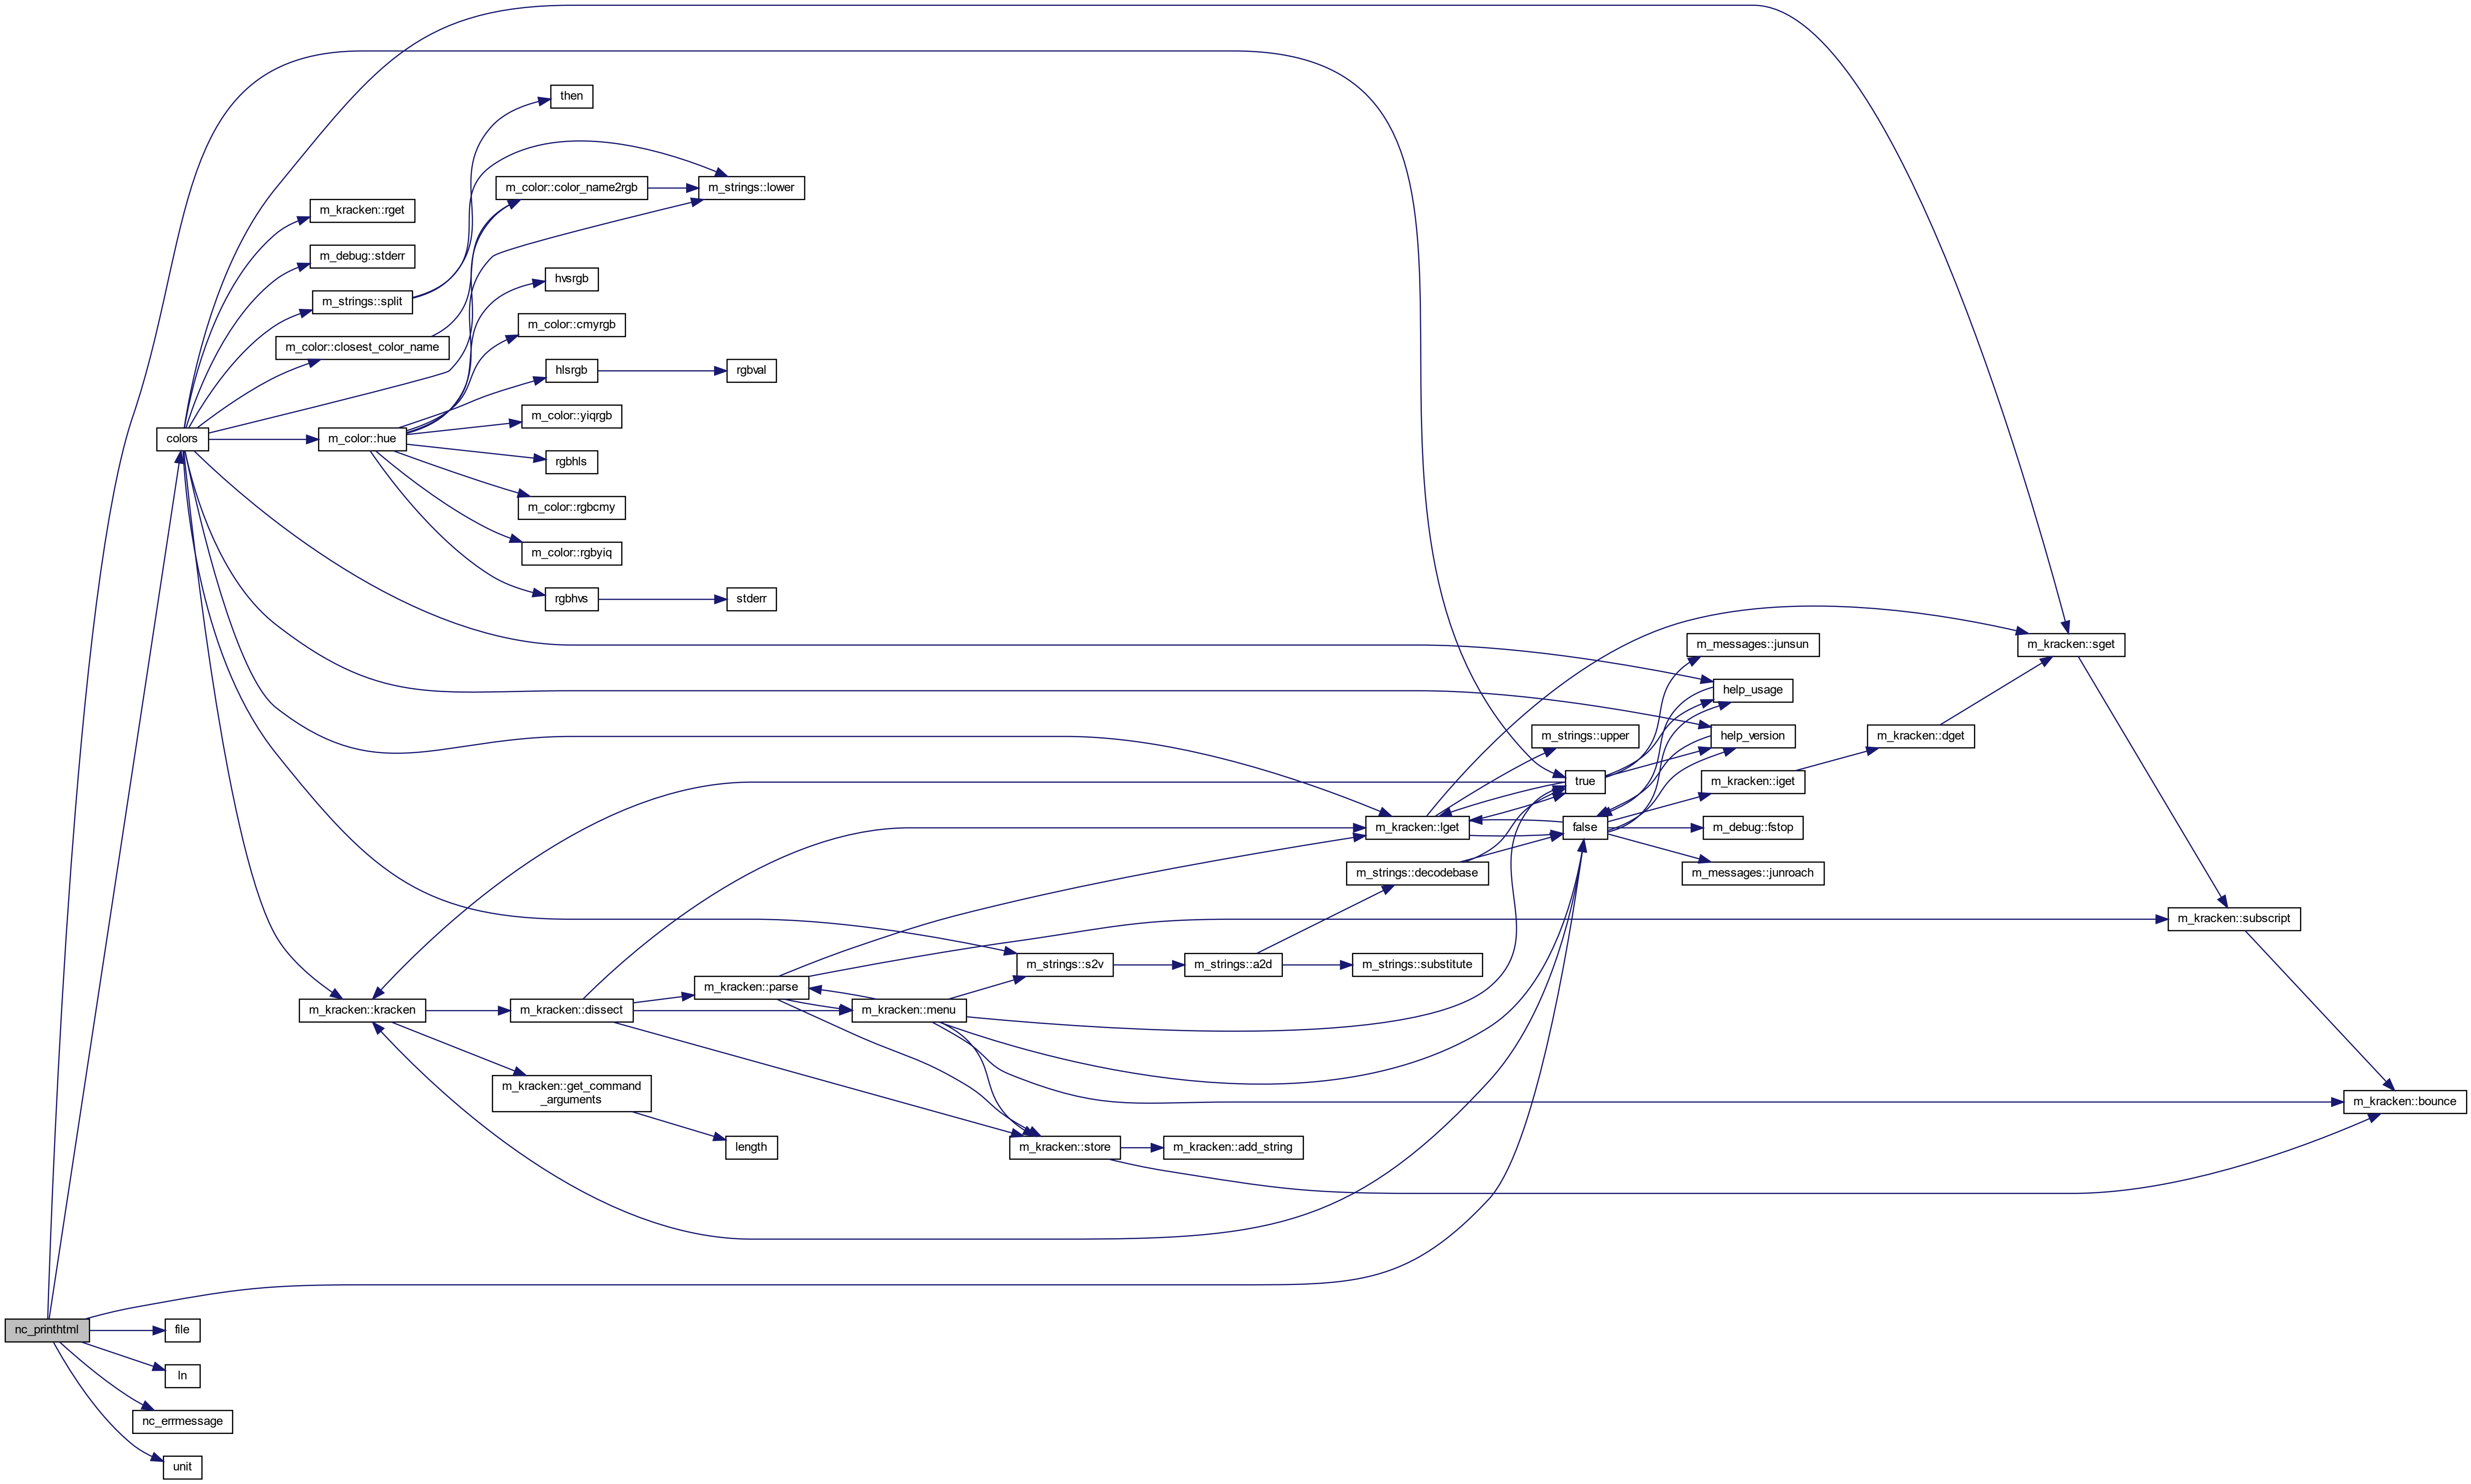 then
m_color::color_name2rgb
m_strings::lower
m_kracken::rget
m_debug::stderr
hvsrgb
m_strings::split
m_color::cmyrgb
m_color::closest_color_name
hlsrgb
rgbval
m_color::yiqrgb
colors
m_color::hue
rgbhls
m_color::rgbcmy
m_color::rgbyiq
rgbhvs
stderr
m_messages::junsun
m_kracken::sget
help_usage
m_strings::upper
help_version
m_kracken::dget
true
m_kracken::iget
m_kracken::lget
false
m_debug::fstop
m_strings::decodebase
m_messages::junroach
m_kracken::subscript
m_strings::s2v
m_strings::a2d
m_strings::substitute
m_kracken::parse
m_kracken::kracken
m_kracken::dissect
m_kracken::menu
m_kracken::get_command
_arguments
m_kracken::bounce
length
m_kracken::store
m_kracken::add_string
nc_printhtml
file
ln
nc_errmessage
unit